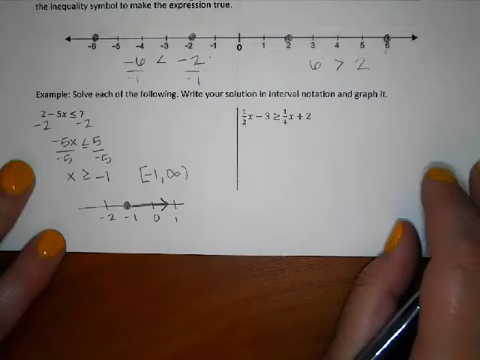 the inequality symbol to make the expression true.
-6 -5 -4 -3 -2 -1 0 1 2 3 4 5 6
-6 < -2 6 > 2
-1 -1
Example: Solve each of the following. Write your solution in interval notation and graph it.
2 − 5x ≤ 7
-2 -2
-5x ≤ 5
-5 -5
x ≥ -1 [-1, ∞)
-2 -1 0 1
1/2x − 3 ≥ 1/4x + 2